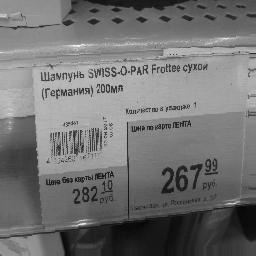 Шампунь SWISS-O-PAR Frottee сухой
(Германия) 200мл
Количество в упаковке 1
Цена по карте ЛЕНТА
267 99
руб.
Цена без карты ЛЕНТА
282 10
руб.